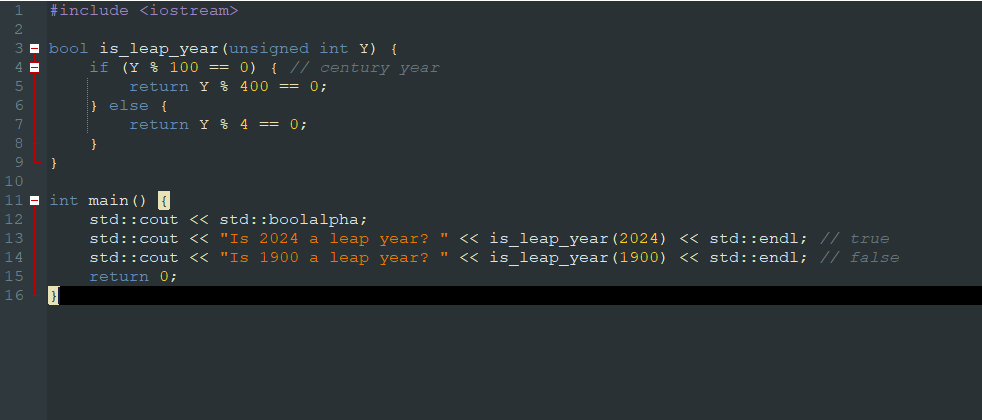 1 #include <iostream>
2
3 bool is_leap_year(unsigned int Y) {
4     if (Y % 100 == 0) { // century year
5         return Y % 400 == 0;
6     } else {
7         return Y % 4 == 0;
8     }
9 }
10
11 int main() {
12     std::cout << std::boolalpha;
13     std::cout << "Is 2024 a leap year? " << is_leap_year(2024) << std::endl; // true
14     std::cout << "Is 1900 a leap year? " << is_leap_year(1900) << std::endl; // false
15     return 0;
16 }